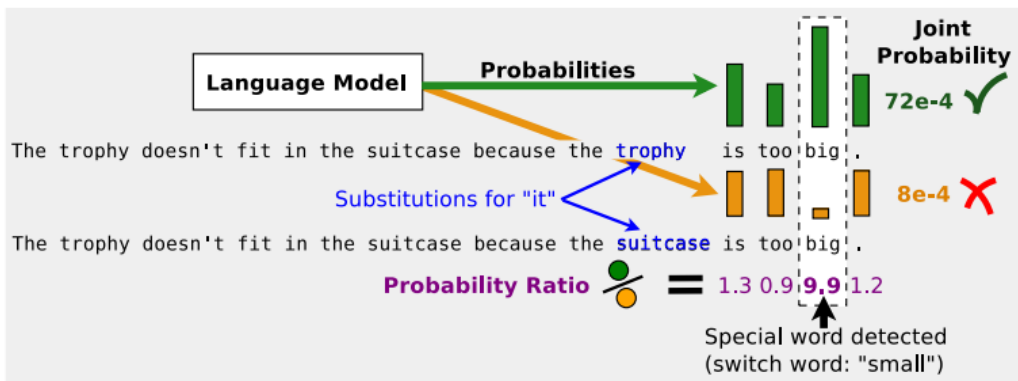 Joint
Probability
Language Model
Probabilities
72e-4
The trophy doesn't fit in the suitcase because the trophy is too big .
Substitutions for "it"
8e-4
The trophy doesn't fit in the suitcase because the suitcase is too big .
Probability Ratio = 1.3 0.9 9.9 1.2
Special word detected
(switch word: "small")